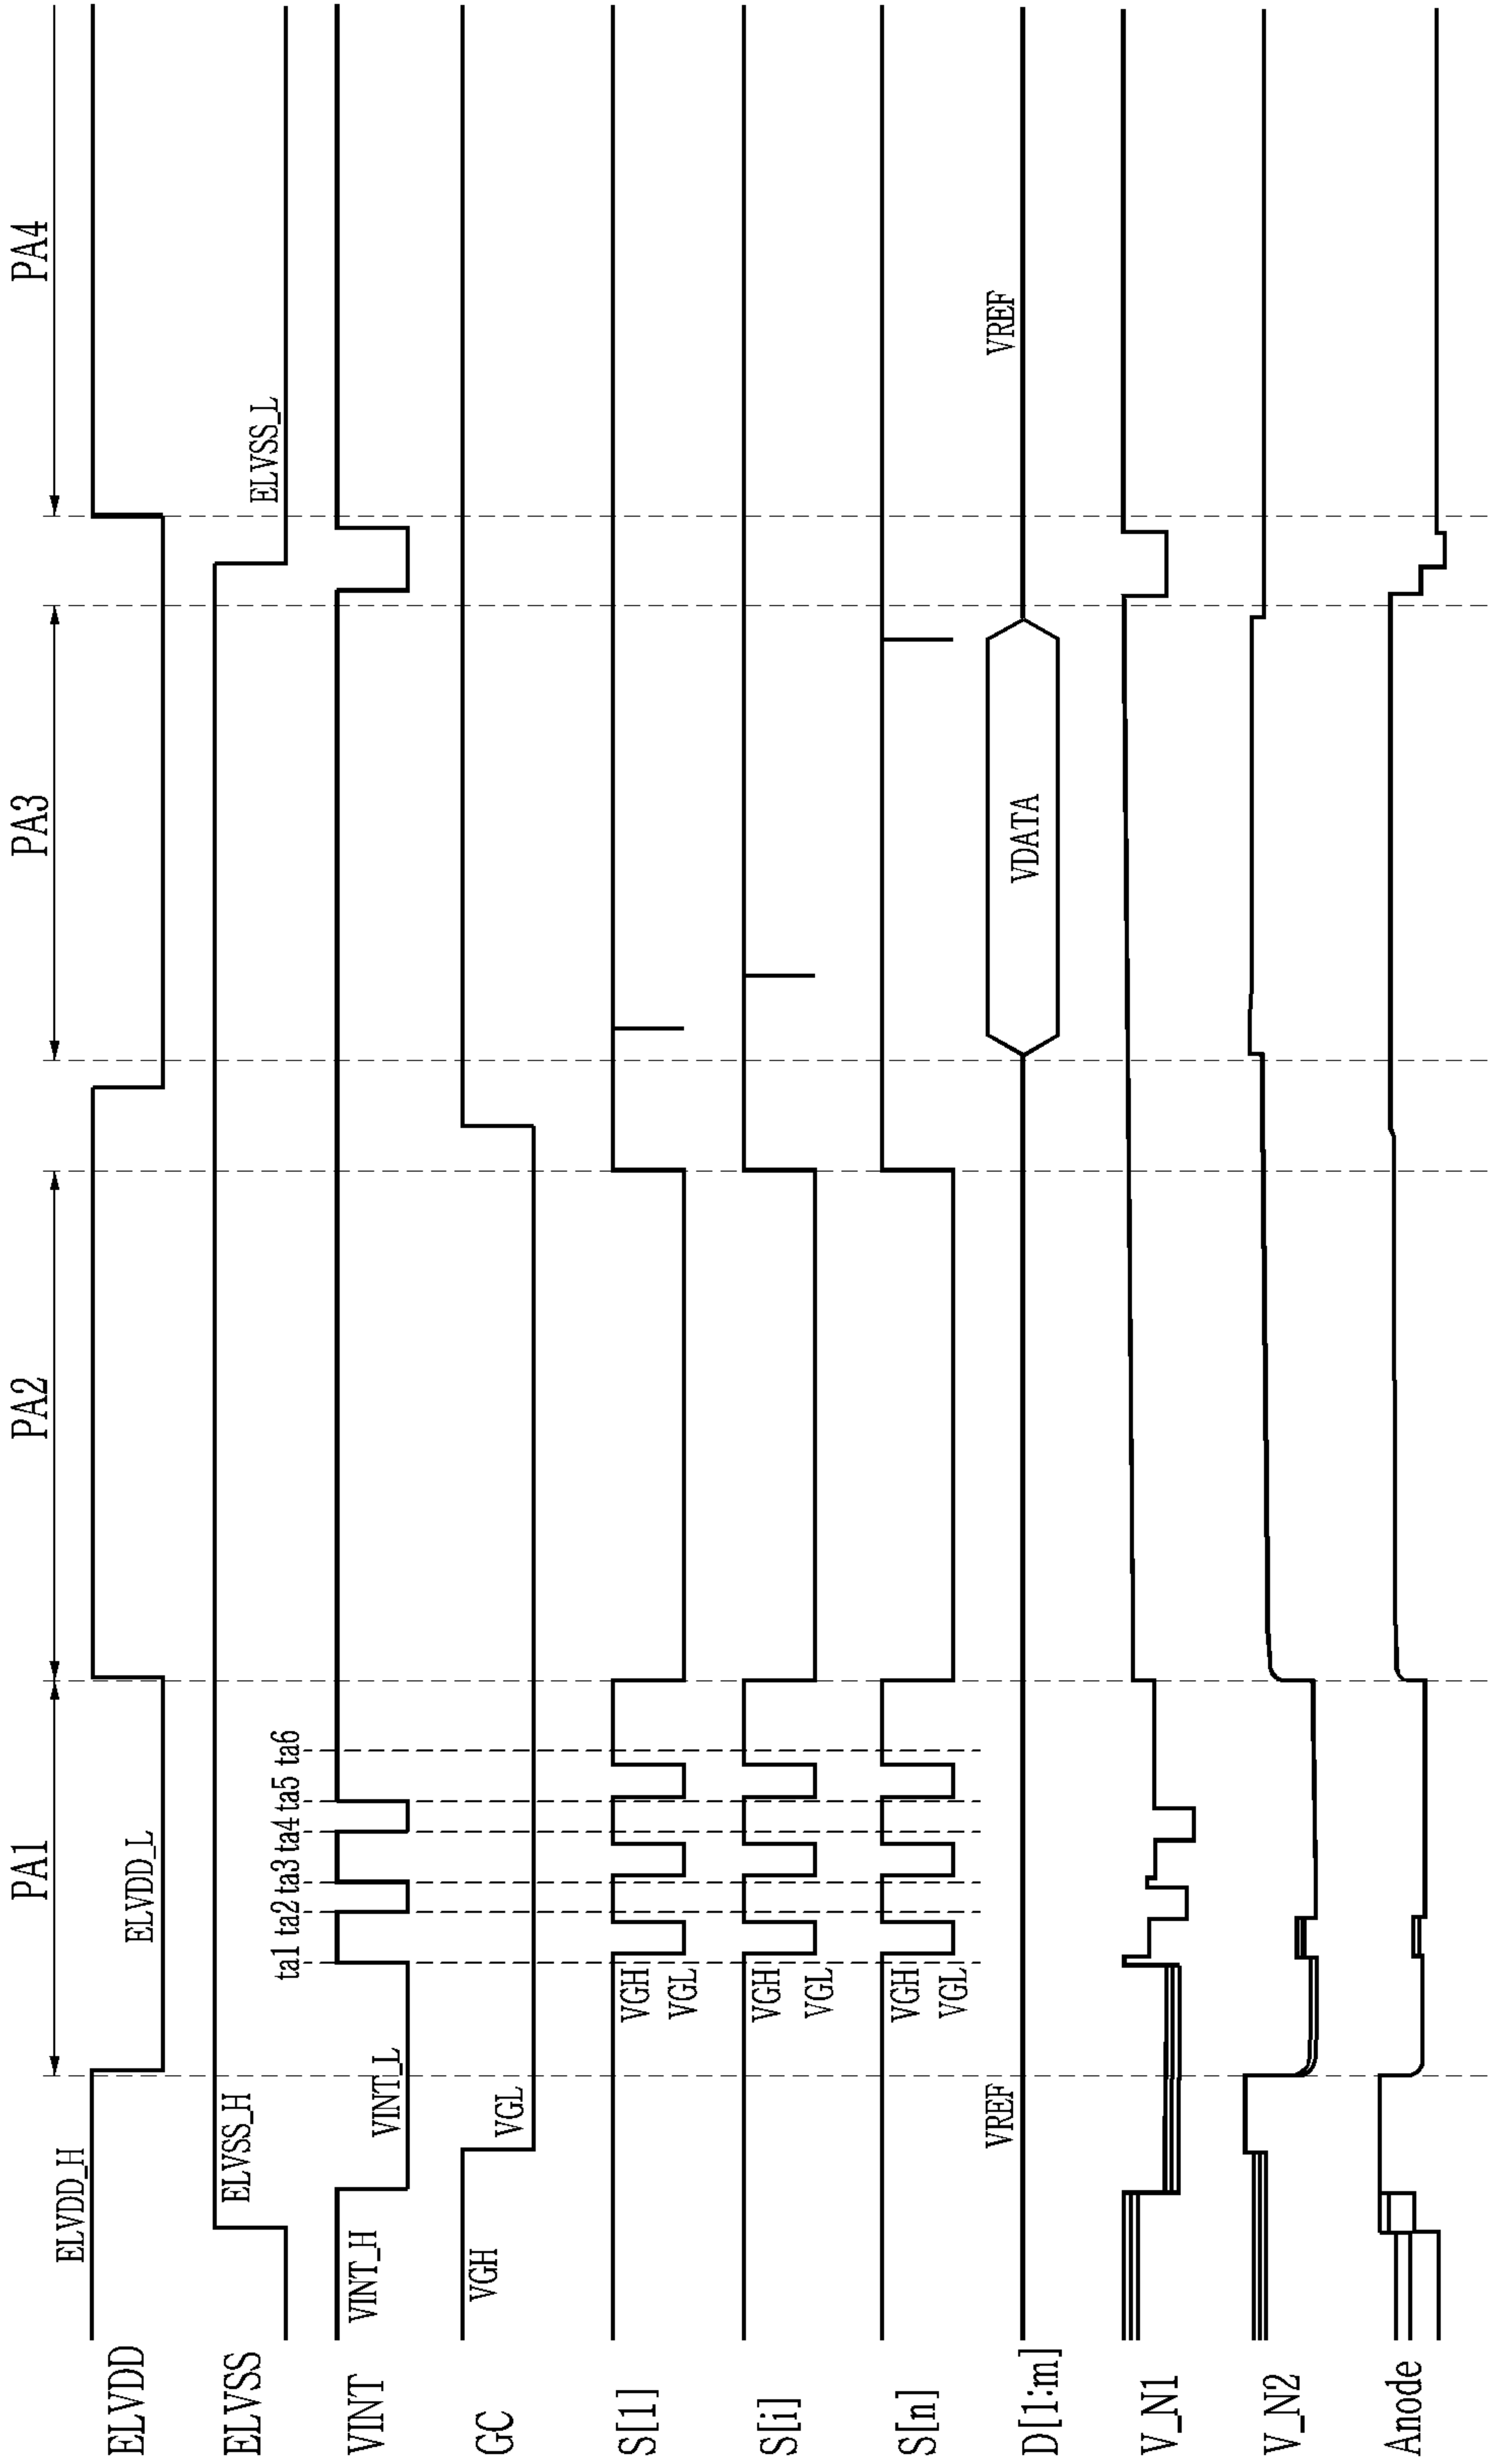 PA1 PA2 PA3 PA4
ELVDD ELVDD_H ELVDD_L
ELVSS ELVSS_H ELVSS_L
ta1 ta2 ta3 ta4 ta5 ta6
VINT VINT_H VINT_L
GC VGH VGL
S[1] VGH VGL
S[i] VGH VGL
S[n] VGH VGL
D[1:m] VREF VDATA VREF
V_N1
V_N2
Anode